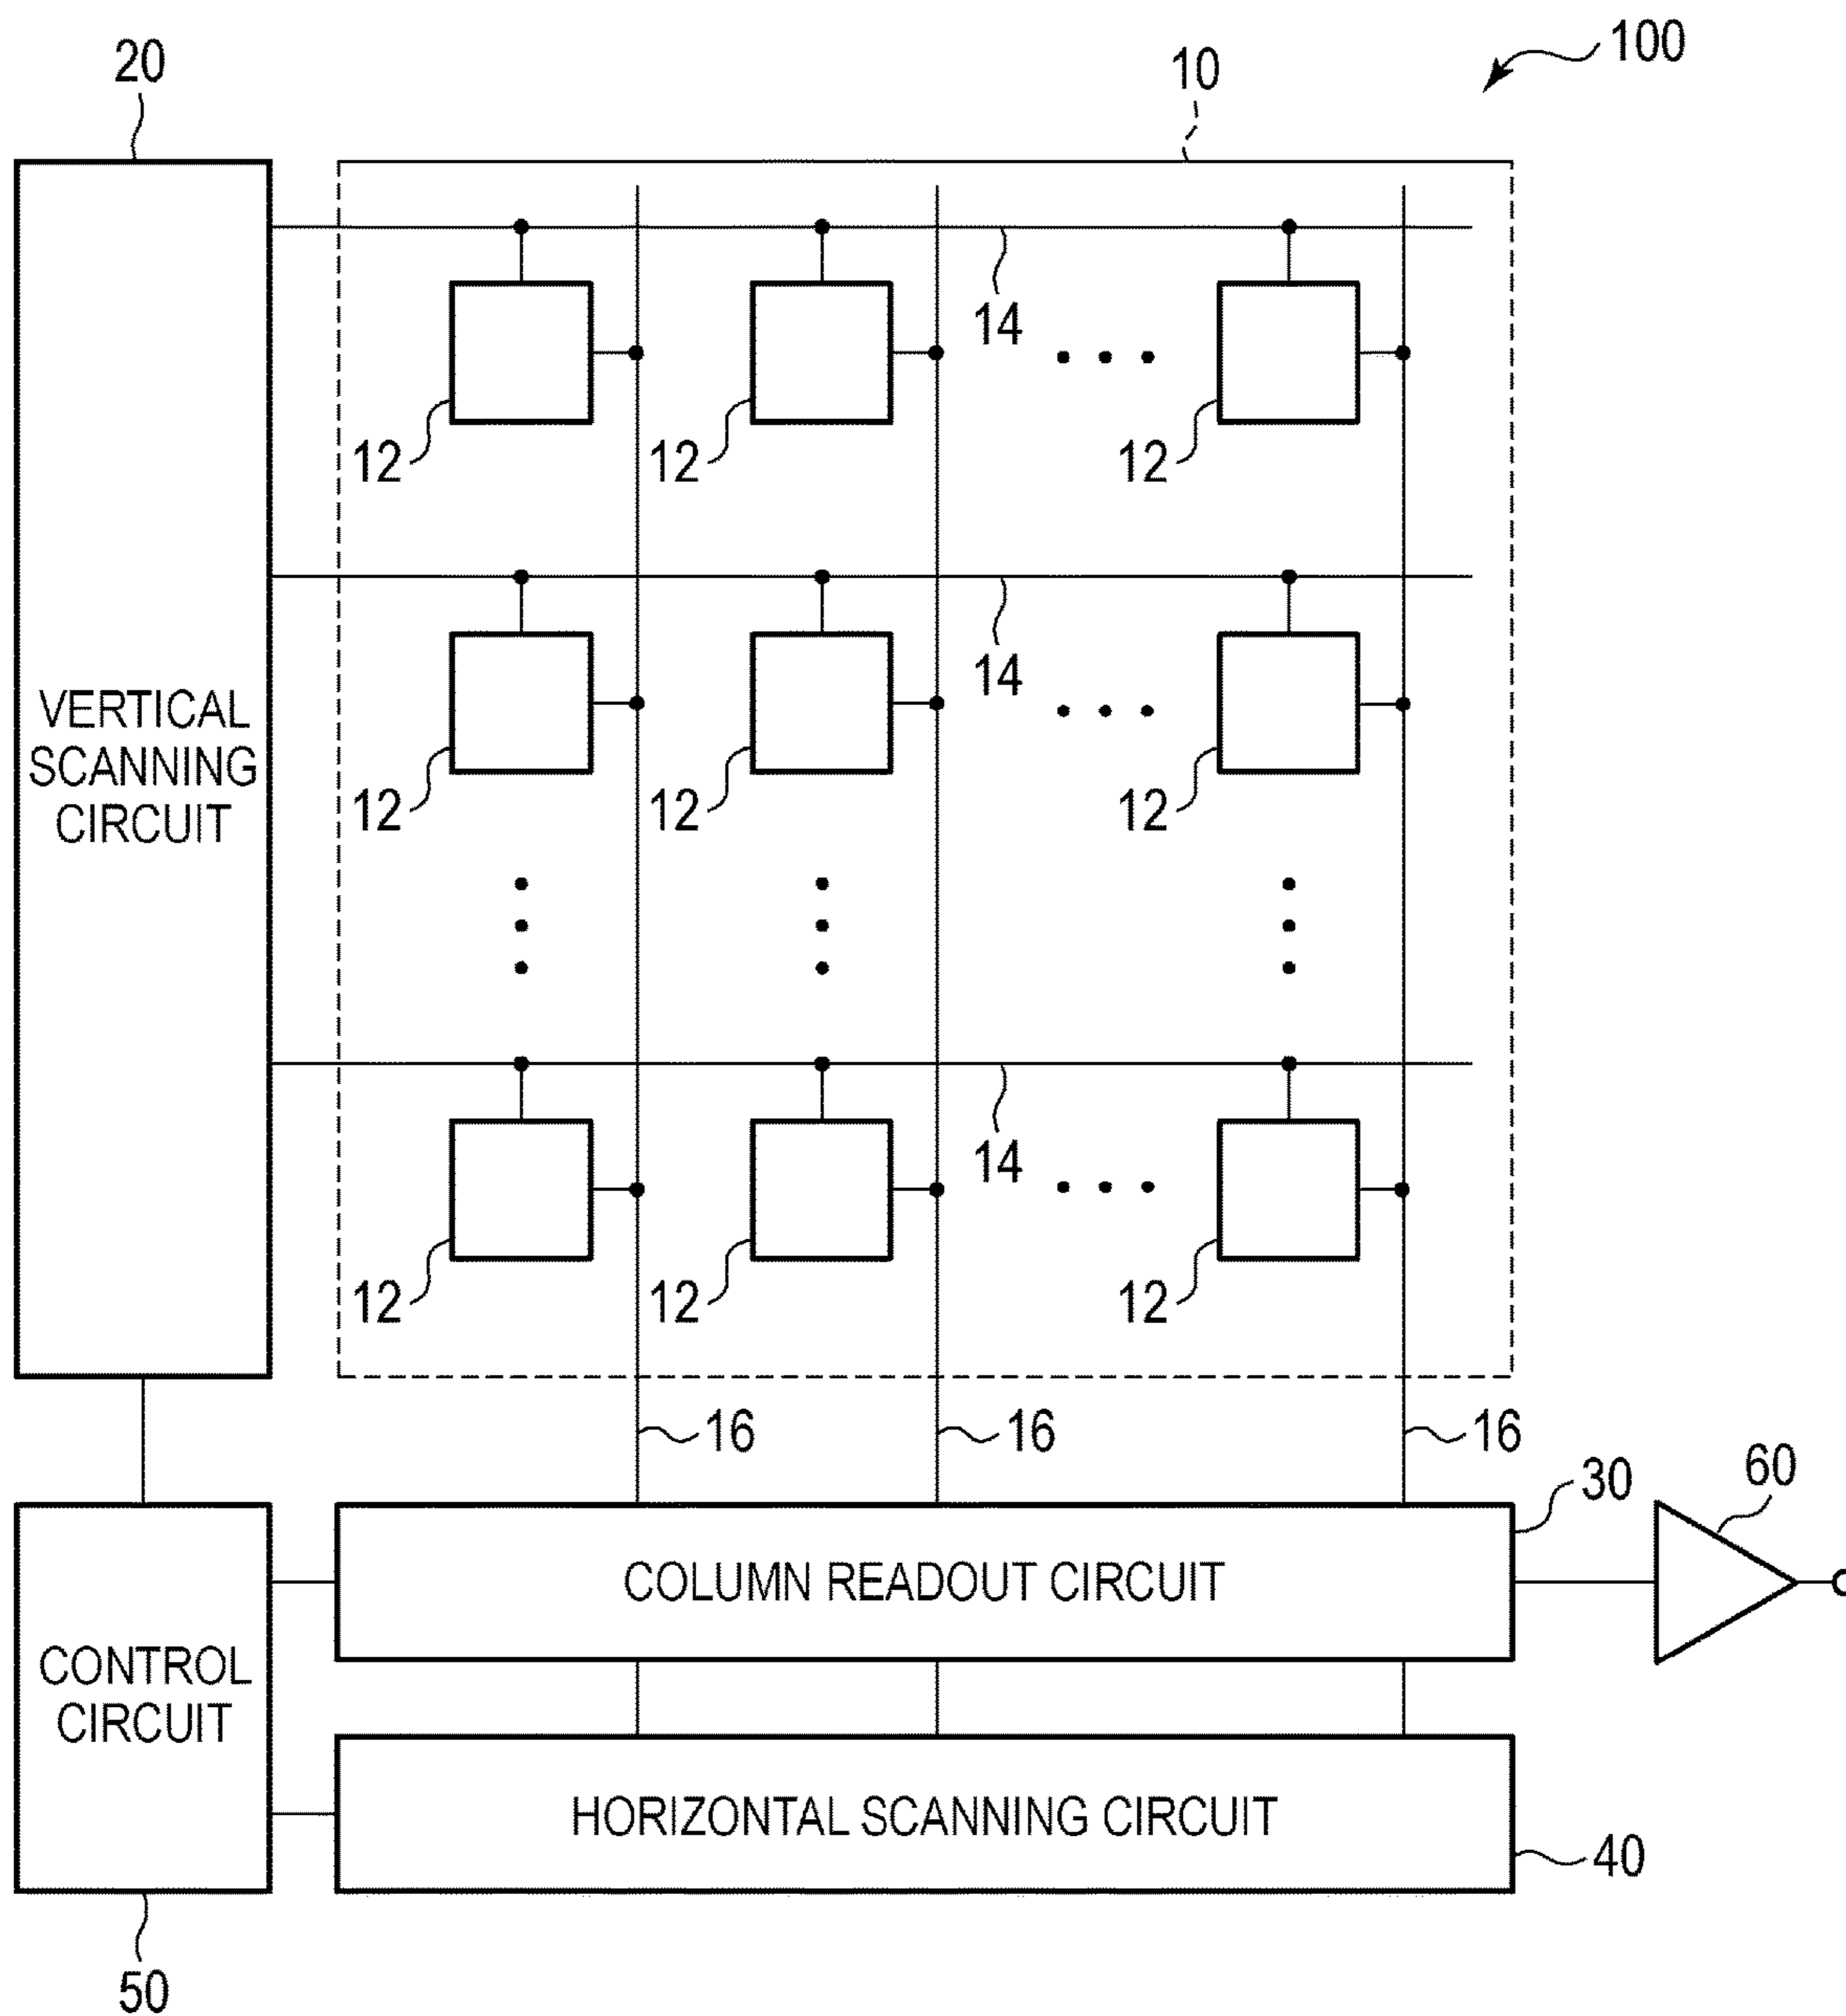 100
20
10
14
12 12 12
VERTICAL
SCANNING
CIRCUIT
14
12 12 12
14
12 12 12
16 16 16
30
60
COLUMN READOUT CIRCUIT
CONTROL
CIRCUIT
HORIZONTAL SCANNING CIRCUIT
40
50